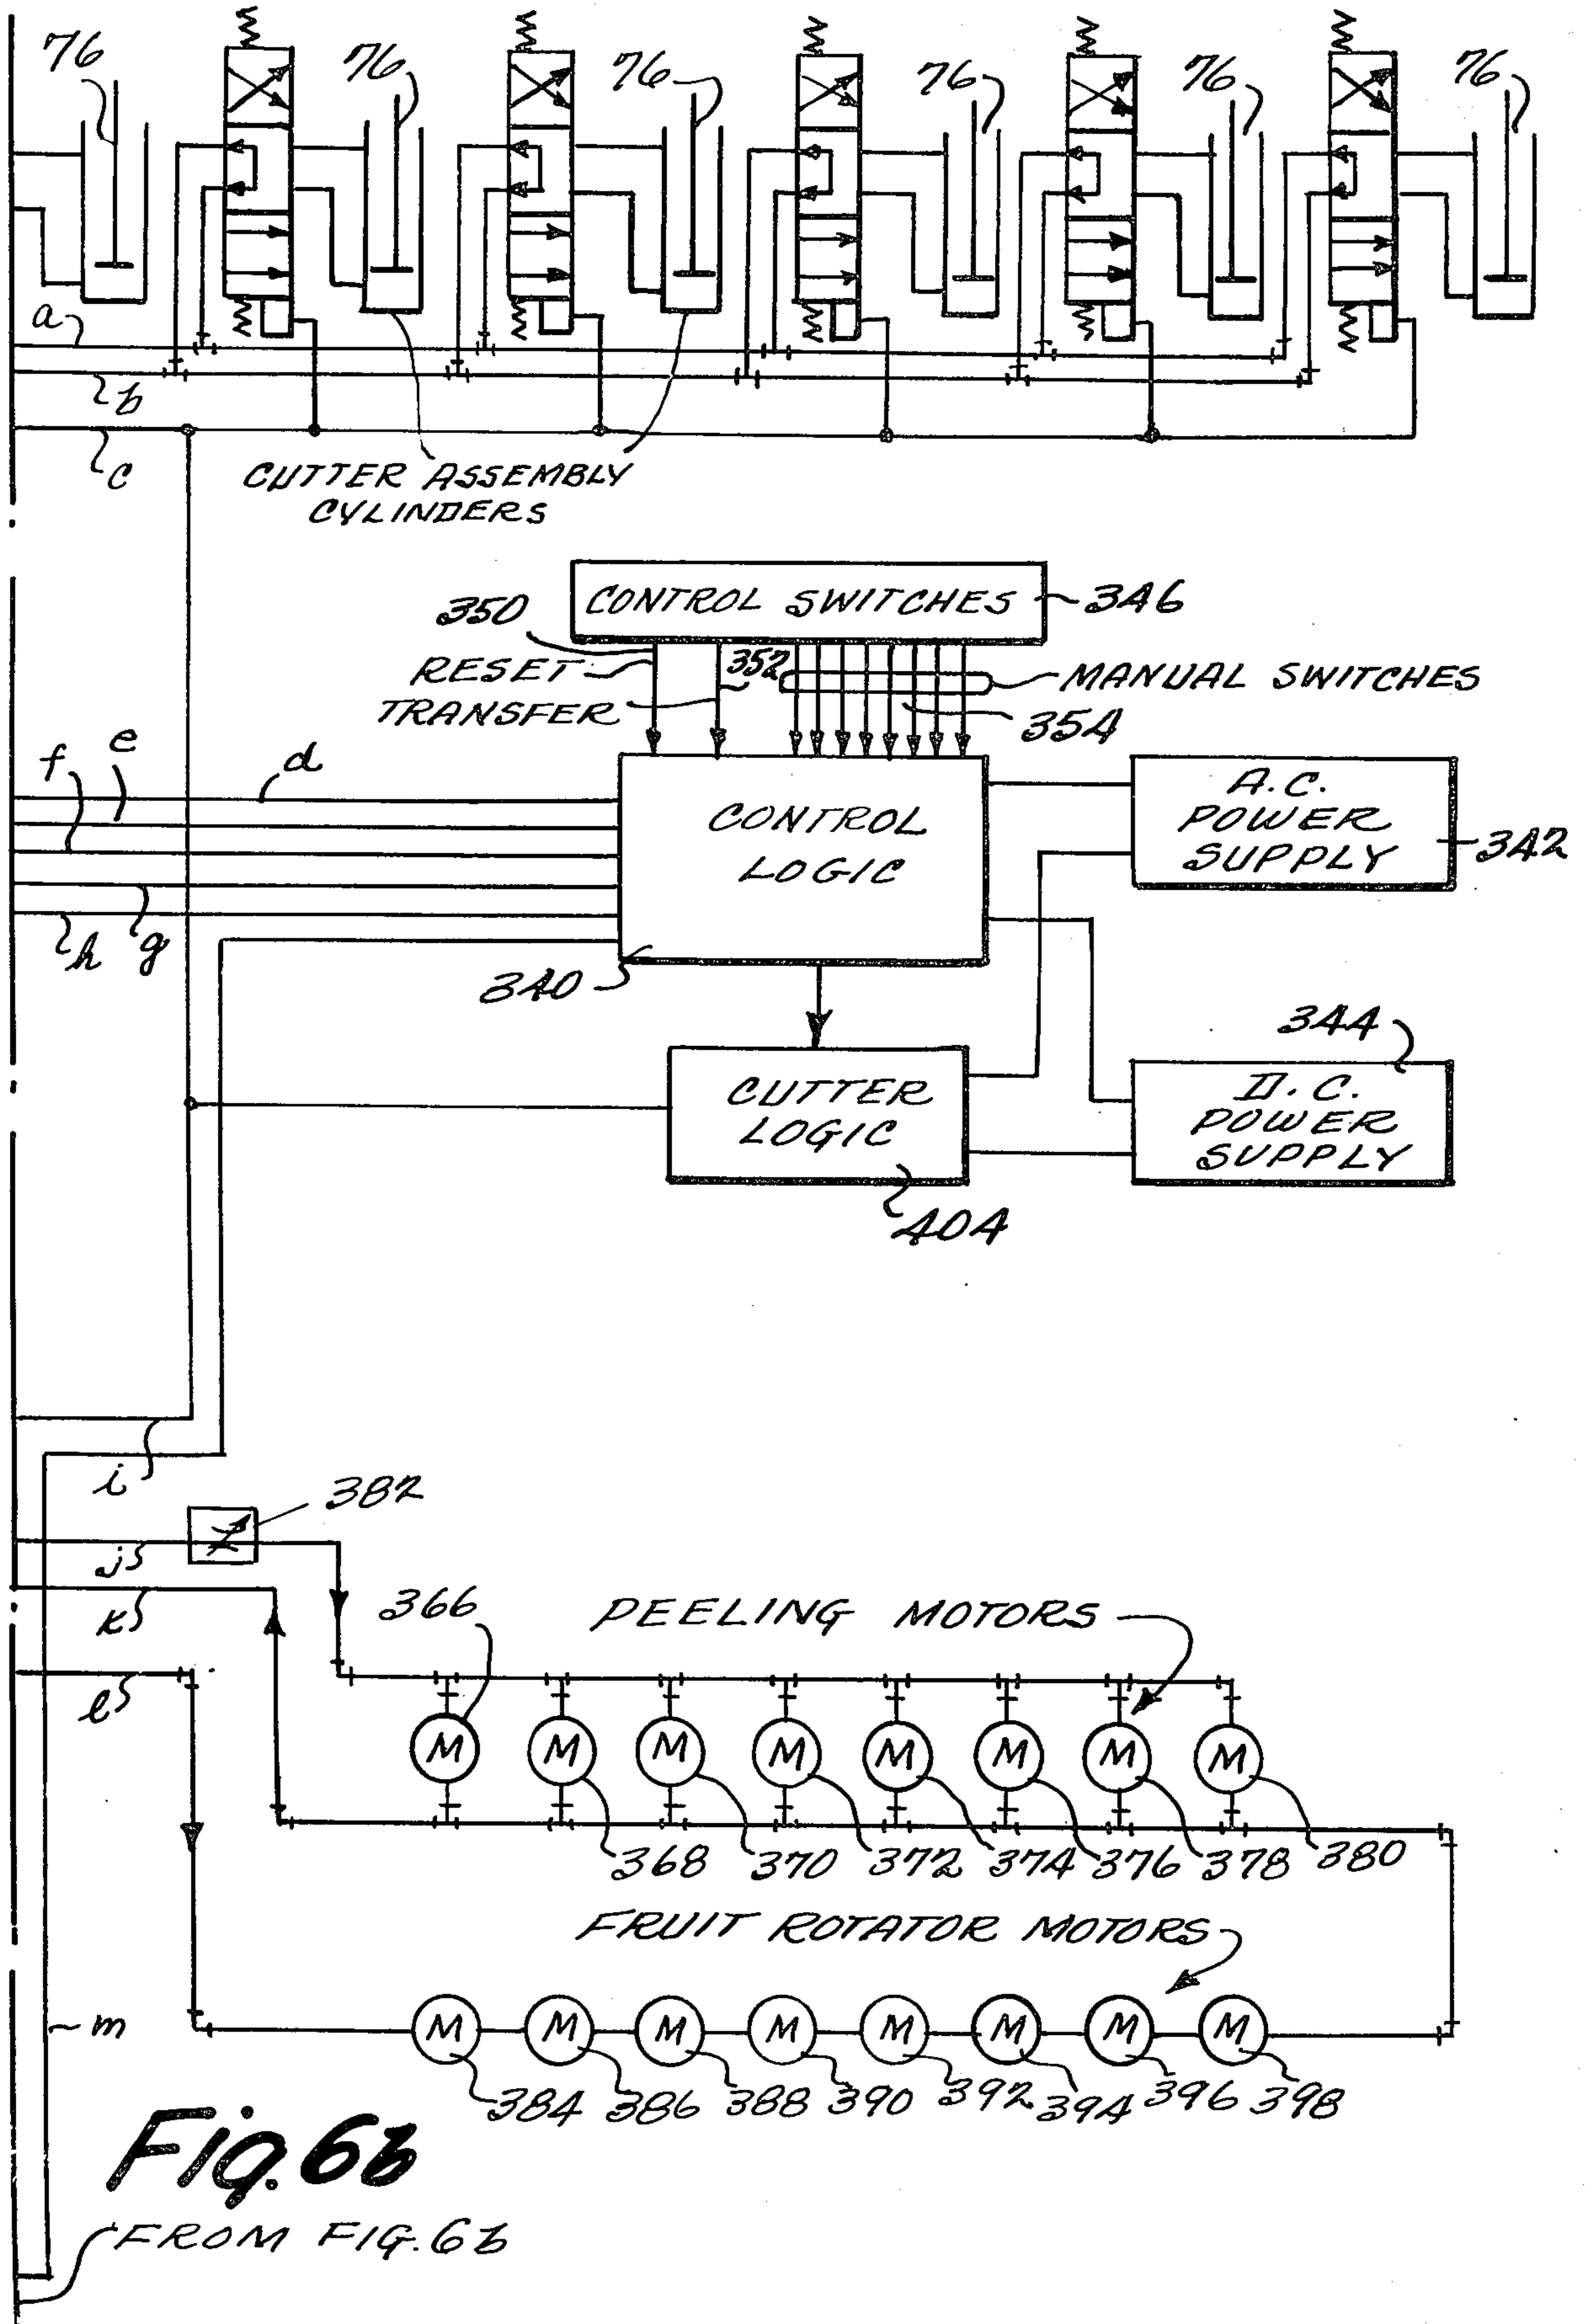 76
76
76
76
76
76
a
b
c
CUTTER ASSEMBLY
CYLINDERS
CONTROL SWITCHES
346
350
RESET
352
TRANSFER
MANUAL SWITCHES
354
f
e
d
CONTROL
LOGIC
A.C.
POWER
SUPPLY
342
h
g
340
344
CUTTER
LOGIC
D.C.
POWER
SUPPLY
404
i
382
j
k
366
PEELING MOTORS
l
M M M M M M M M
368 370 372 374 376 378 380
FRUIT ROTATOR MOTORS
m
M M M M M M M M
384 386 388 390 392 394 396 398
Fig. 6b
FROM FIG. 6b